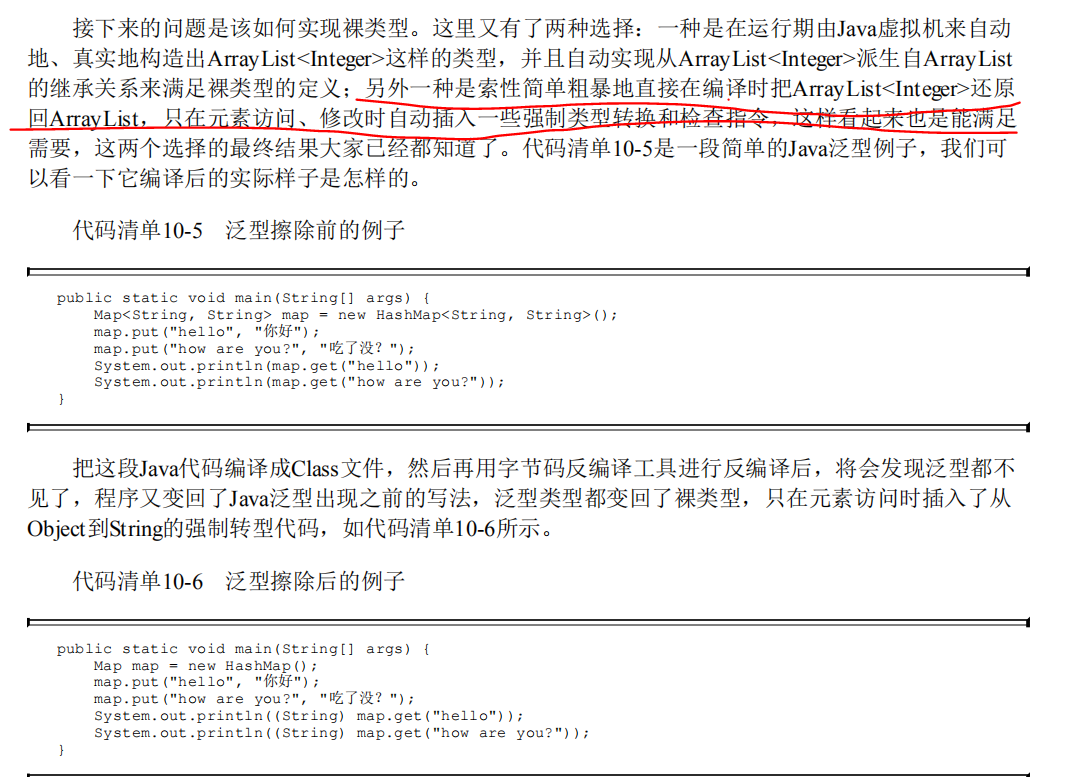 接下来的问题是该如何实现裸类型。这里又有了两种选择：一种是在运行期由Java虚拟机来自动
地、真实地构造出ArrayList<Integer>这样的类型，并且自动实现从ArrayList<Integer>派生自ArrayList
的继承关系来满足裸类型的定义；另外一种是索性简单粗暴地直接在编译时把ArrayList<Integer>还原
回ArrayList，只在元素访问、修改时自动插入一些强制类型转换和检查指令，这样看起来也是能满足
需要，这两个选择的最终结果大家已经都知道了。代码清单10-5是一段简单的Java泛型例子，我们可
以看一下它编译后的实际样子是怎样的。
代码清单10-5　泛型擦除前的例子
public static void main(String[] args) {
    Map<String, String> map = new HashMap<String, String>();
    map.put("hello", "你好");
    map.put("how are you?", "吃了没？");
    System.out.println(map.get("hello"));
    System.out.println(map.get("how are you?"));
}
把这段Java代码编译成Class文件，然后再用字节码反编译工具进行反编译后，将会发现泛型都不
见了，程序又变回了Java泛型出现之前的写法，泛型类型都变回了裸类型，只在元素访问时插入了从
Object到String的强制转型代码，如代码清单10-6所示。
代码清单10-6　泛型擦除后的例子
public static void main(String[] args) {
    Map map = new HashMap();
    map.put("hello", "你好");
    map.put("how are you?", "吃了没？");
    System.out.println((String) map.get("hello"));
    System.out.println((String) map.get("how are you?"));
}